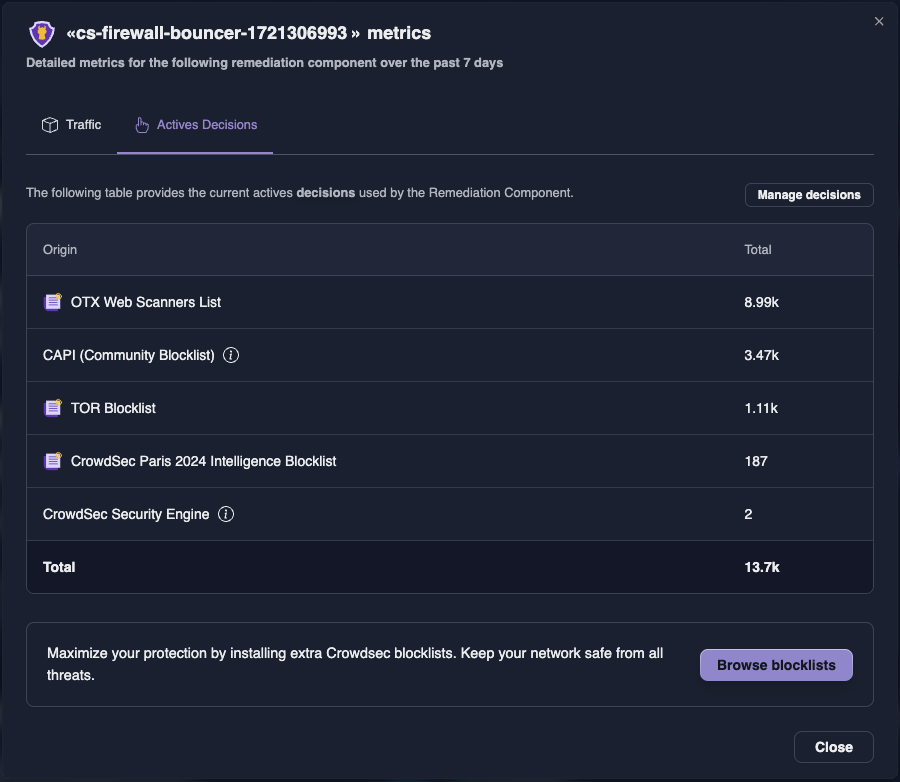 «cs-firewall-bouncer-1721306993 » metrics
Detailed metrics for the following remediation component over the past 7 days
Traffic
Actives Decisions
The following table provides the current actives decisions used by the Remediation Component.
Manage decisions
Origin Total
OTX Web Scanners List 8.99k
CAPI (Community Blocklist) 3.47k
TOR Blocklist 1.11k
CrowdSec Paris 2024 Intelligence Blocklist 187
CrowdSec Security Engine 2
Total 13.7k
Maximize your protection by installing extra Crowdsec blocklists. Keep your network safe from all
threats.
Browse blocklists
Close